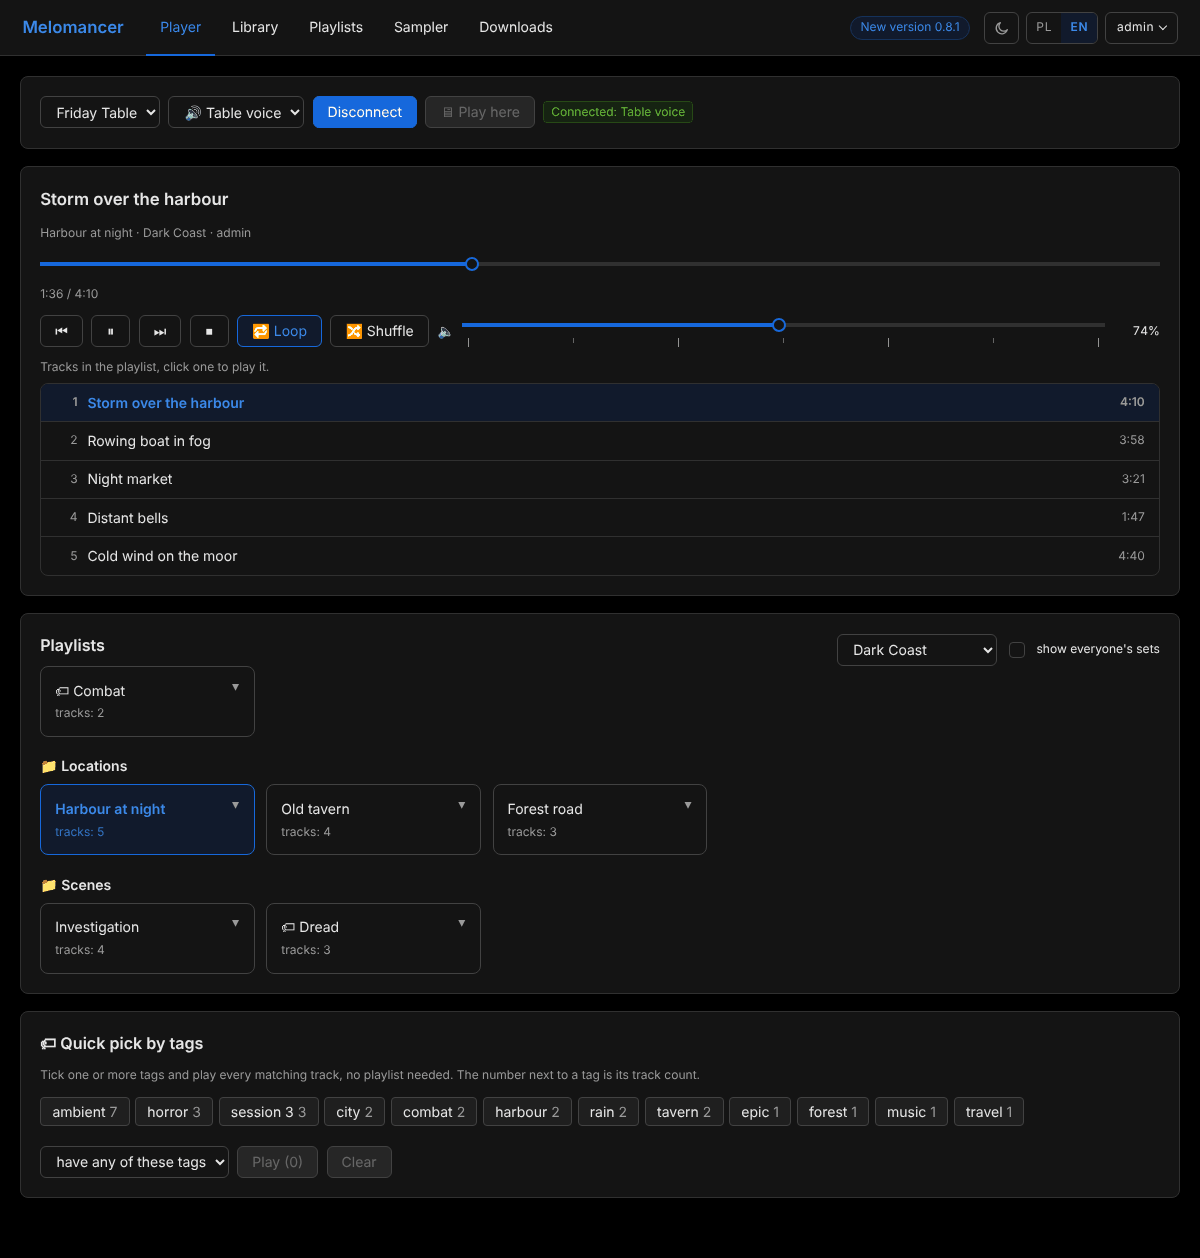 Melomancer Player Library Playlists Sampler Downloads New version 0.8.1 PL EN admin
Friday Table Table voice Disconnect Play here Connected: Table voice
Storm over the harbour
Harbour at night · Dark Coast · admin
1:36 / 4:10
Loop Shuffle 74%
Tracks in the playlist, click one to play it.
1 Storm over the harbour 4:10
2 Rowing boat in fog 3:58
3 Night market 3:21
4 Distant bells 1:47
5 Cold wind on the moor 4:40
Playlists Dark Coast show everyone's sets
Combat
tracks: 2
Locations
Harbour at night Old tavern Forest road
tracks: 5 tracks: 4 tracks: 3
Scenes
Investigation Dread
tracks: 4 tracks: 3
Quick pick by tags
Tick one or more tags and play every matching track, no playlist needed. The number next to a tag is its track count.
ambient 7 horror 3 session 3 3 city 2 combat 2 harbour 2 rain 2 tavern 2 epic 1 forest 1 music 1 travel 1
have any of these tags Play (0) Clear